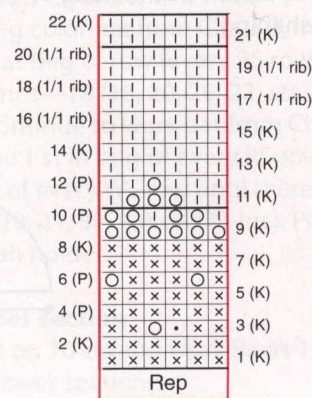 22 (K)
21 (K)
20 (1/1 rib)
19 (1/1 rib)
18 (1/1 rib)
17 (1/1 rib)
16 (1/1 rib)
15 (K)
14 (K)
13 (K)
12 (P)
11 (K)
10 (P)
9 (K)
8 (K)
7 (K)
6 (P)
5 (K)
4 (P)
3 (K)
2 (K)
1 (K)
Rep